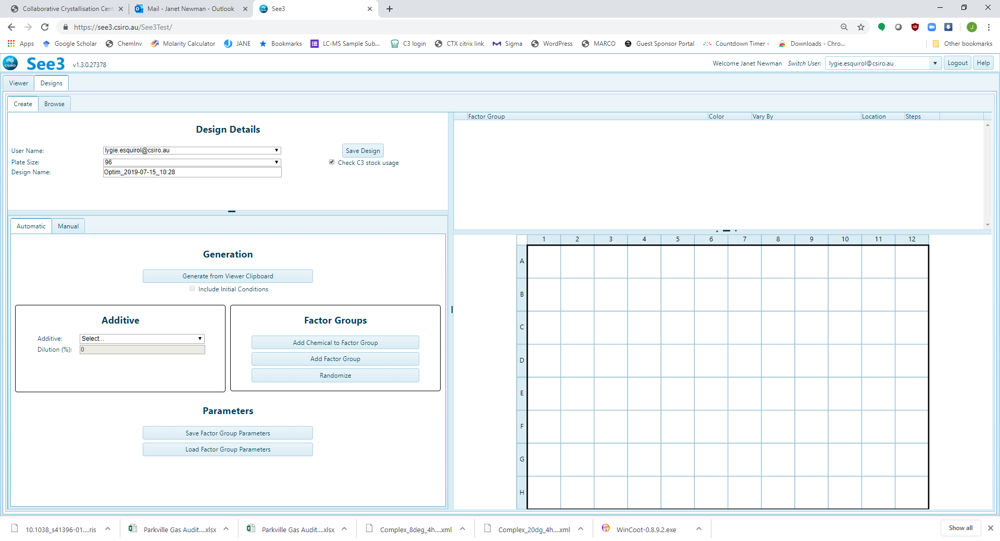 Collaborative Crystallisation Cent
Mail - Janet Newman - Outlook
See3
https://see3.csiro.au/See3Test/
J
Apps
Google Scholar
ChemInv
Molarity Calculator
JANE
Bookmarks
LC-MS Sample Sub...
C3 login
CTX citrix link
Sigma
WordPress
MARCO
Guest Sponsor Portal
Countdown Timer -
Downloads - Chro...
Other bookmarks
CSIRO
See3 v1.3.0.27378
Welcome Janet Newman Switch User: lygie.esquirol@csiro.au Logout Help
Viewer Designs
Create Browse
Design Details
User Name: lygie.esquirol@csiro.au
Save Design
Plate Size: 96
Check C3 stock usage
Design Name: Optim_2019-07-15_10:28
Automatic Manual
Generation
Generate from Viewer Clipboard
Include Initial Conditions
Additive
Additive: Select...
Dilution (%): 0
Factor Groups
Add Chemical to Factor Group
Add Factor Group
Randomize
Parameters
Save Factor Group Parameters
Load Factor Group Parameters
Factor Group Color Vary By Location Steps
1 2 3 4 5 6 7 8 9 10 11 12
A
B
C
D
E
F
G
H
10.1038_s41396-01....ris
Parkville Gas Audit....xlsx
Parkville Gas Audit....xlsx
Complex_8deg_4h....xml
Complex_20dg_4h....xml
WinCoot-0.8.9.2.exe
Show all